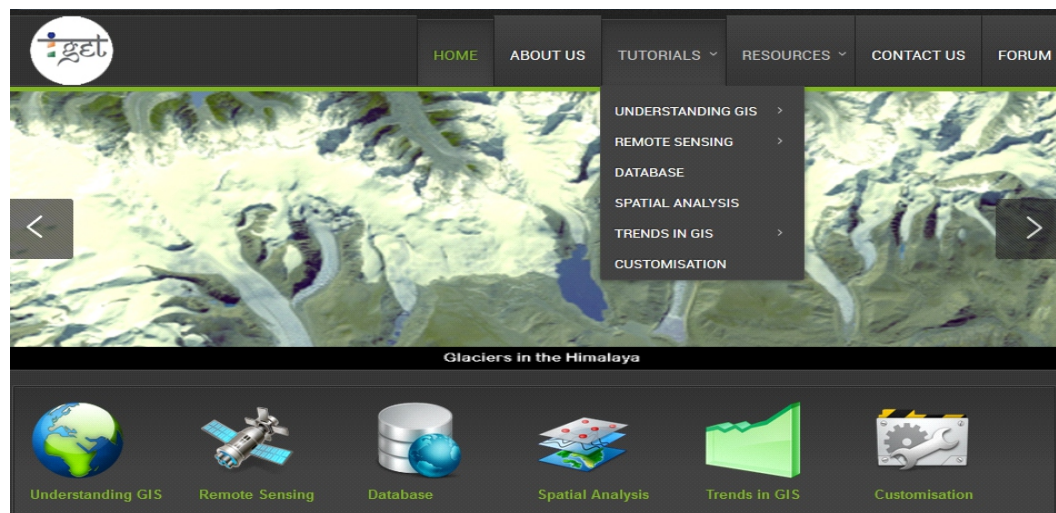 iget
HOME ABOUT US TUTORIALS RESOURCES CONTACT US FORUM
UNDERSTANDING GIS
REMOTE SENSING
DATABASE
SPATIAL ANALYSIS
TRENDS IN GIS
CUSTOMISATION
Glaciers in the Himalaya
Understanding GIS Remote Sensing Database Spatial Analysis Trends in GIS Customisation